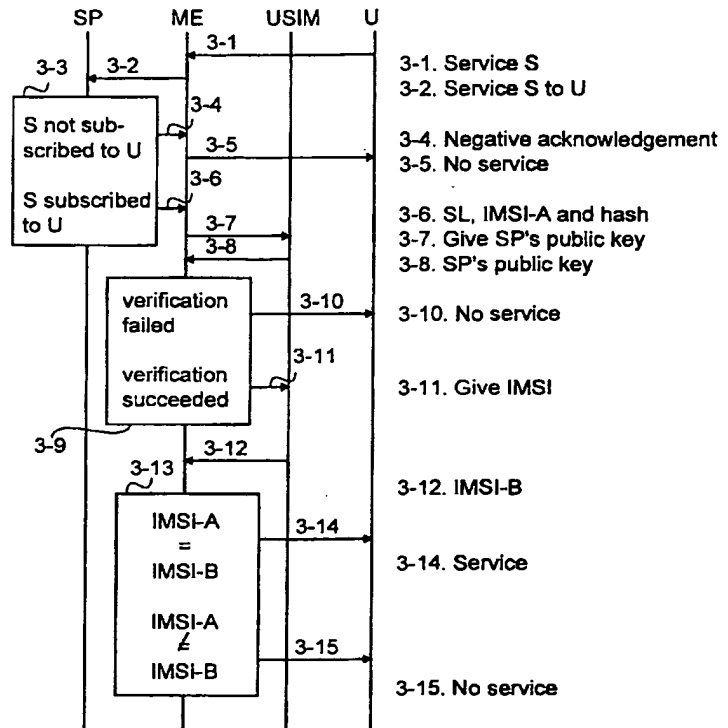 SP ME USIM U
3-1
3-1. Service S
3-3 3-2
3-2. Service S to U
S not sub-
scribed to U
3-4
3-4. Negative acknowledgement
3-5
3-5. No service
S subscribed
to U
3-6
3-6. SL, IMSI-A and hash
3-7
3-7. Give SP's public key
3-8
3-8. SP's public key
verification
failed
3-10
3-10. No service
3-11
verification
succeeded
3-11. Give IMSI
3-9
3-12
3-13
3-12. IMSI-B
IMSI-A
=
IMSI-B
3-14
3-14. Service
IMSI-A
≠
IMSI-B
3-15
3-15. No service